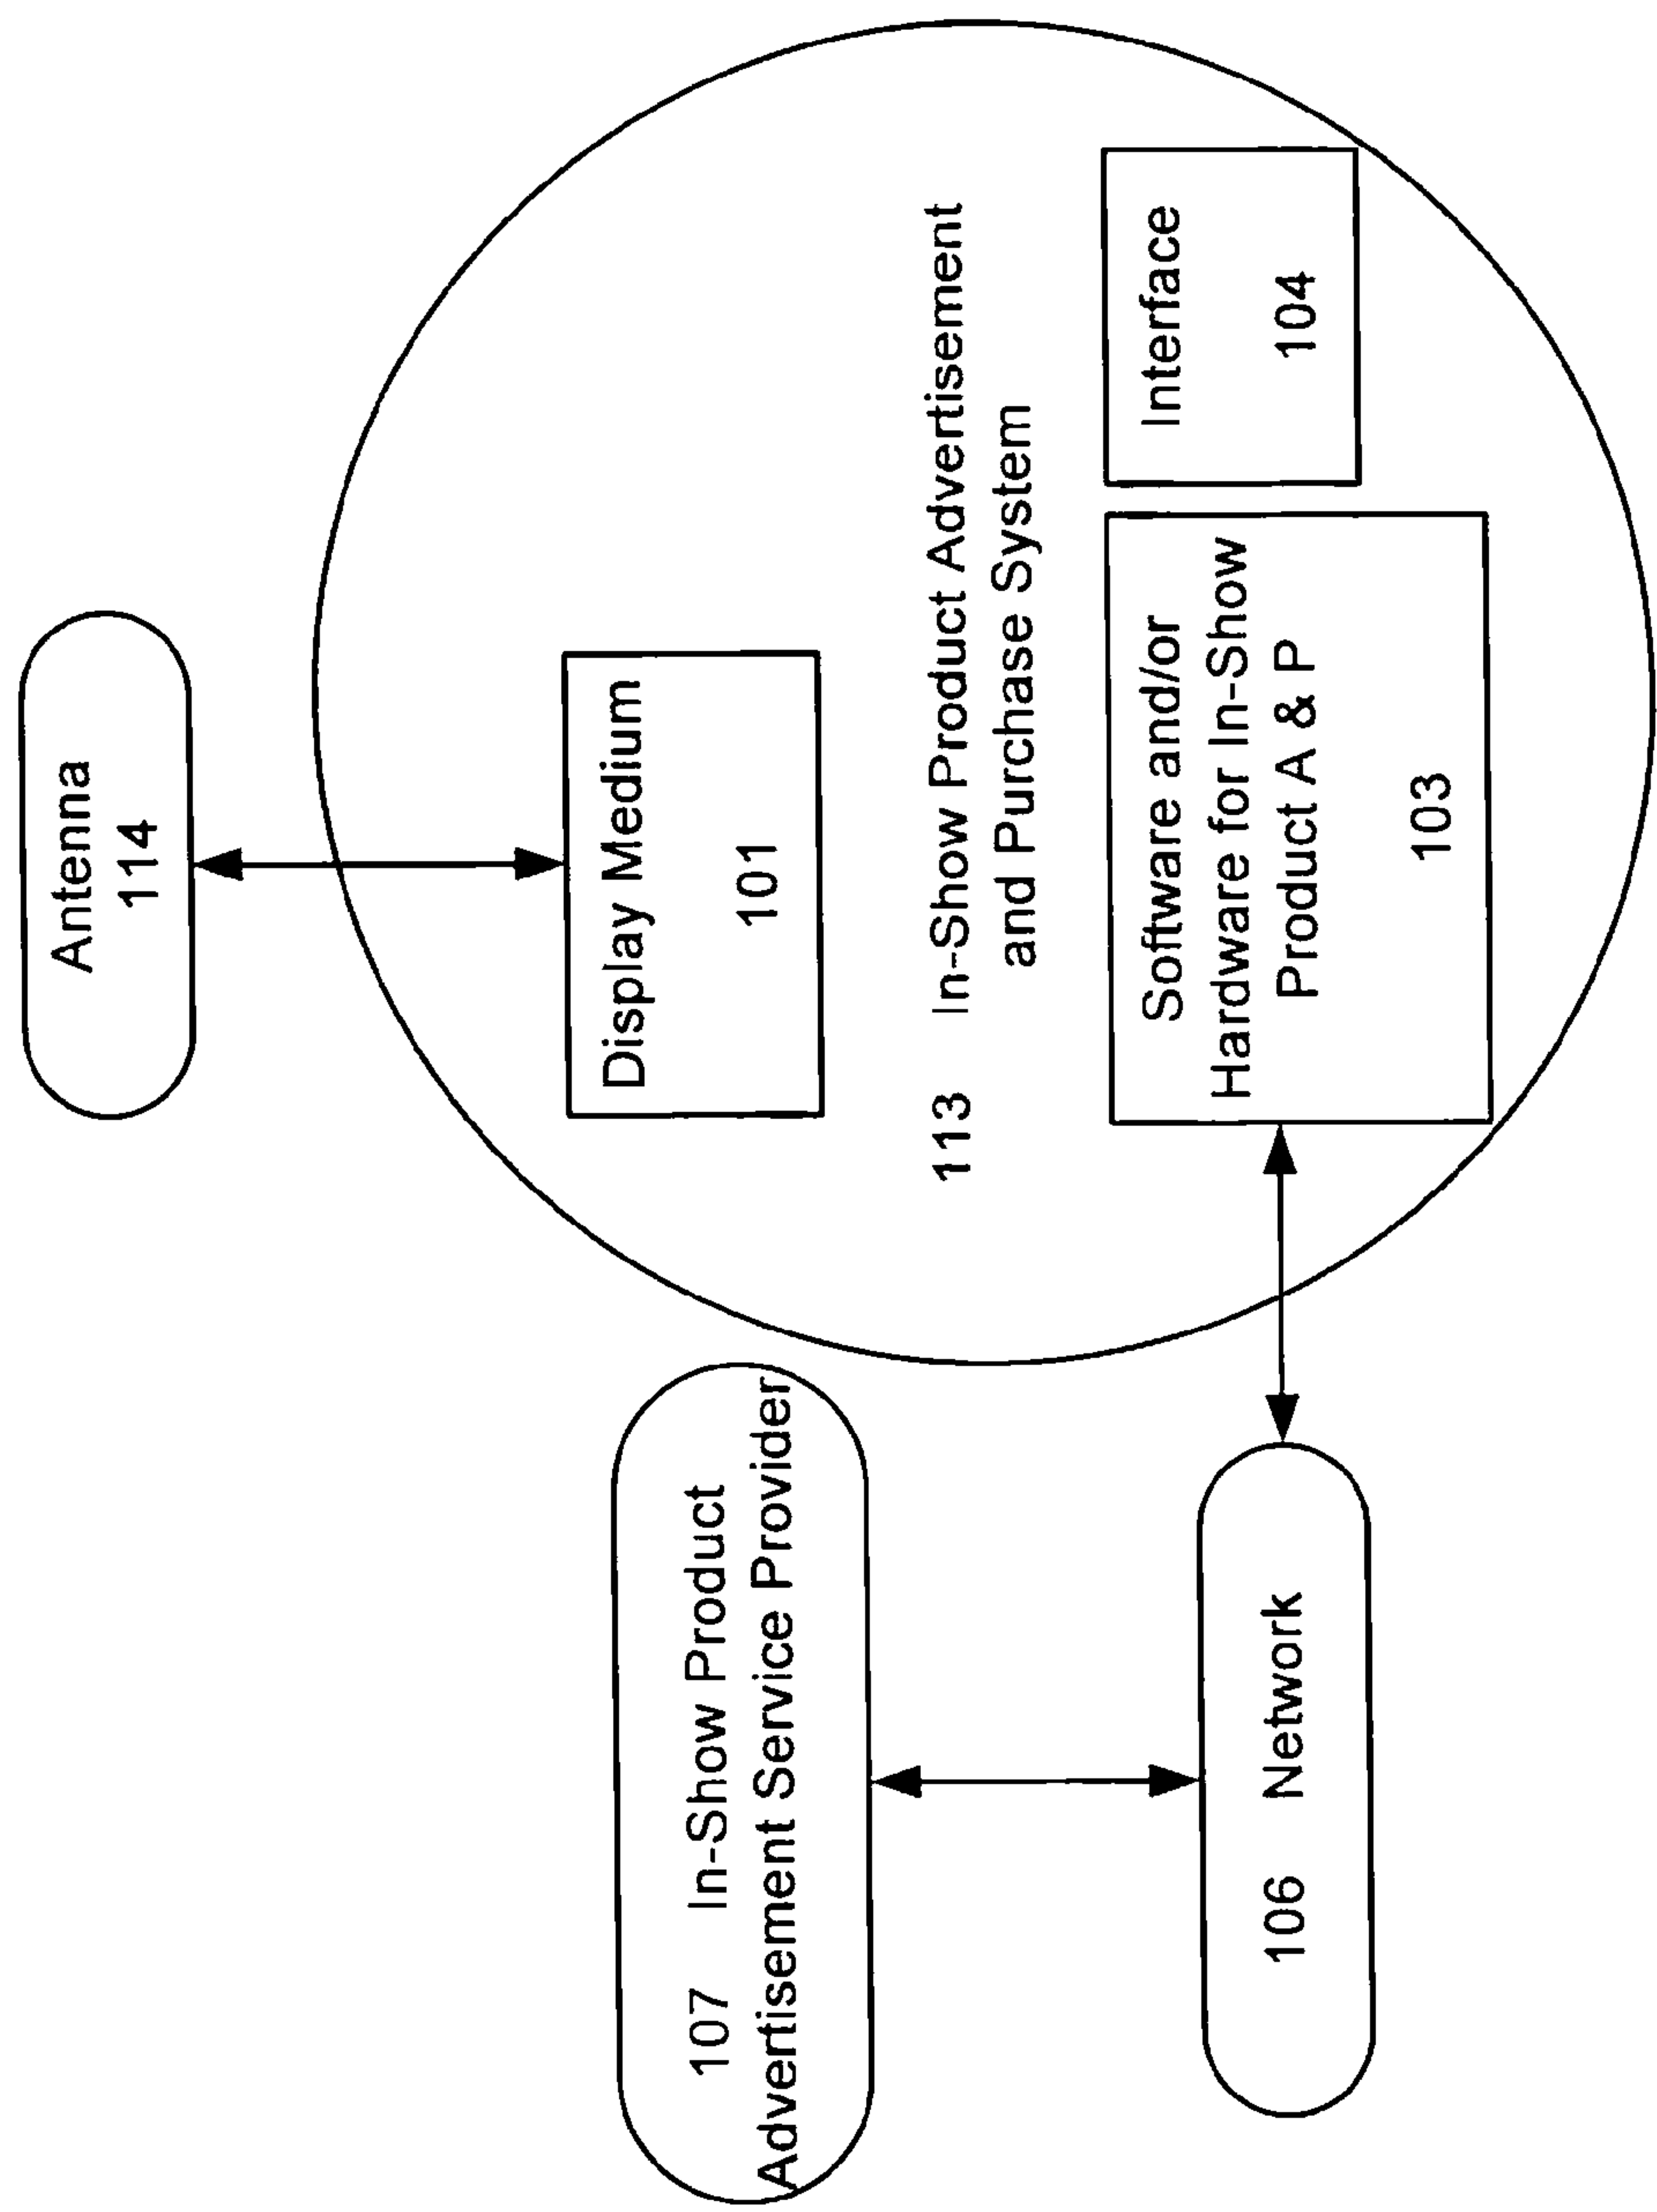 Antenna
114
Display Medium
101
113 In-Show Product Advertisement
and Purchase System
Software and/or
Hardware for In-Show
Product A & P
103
Interface
104
107 In-Show Product
Advertisement Service Provider
106 Network